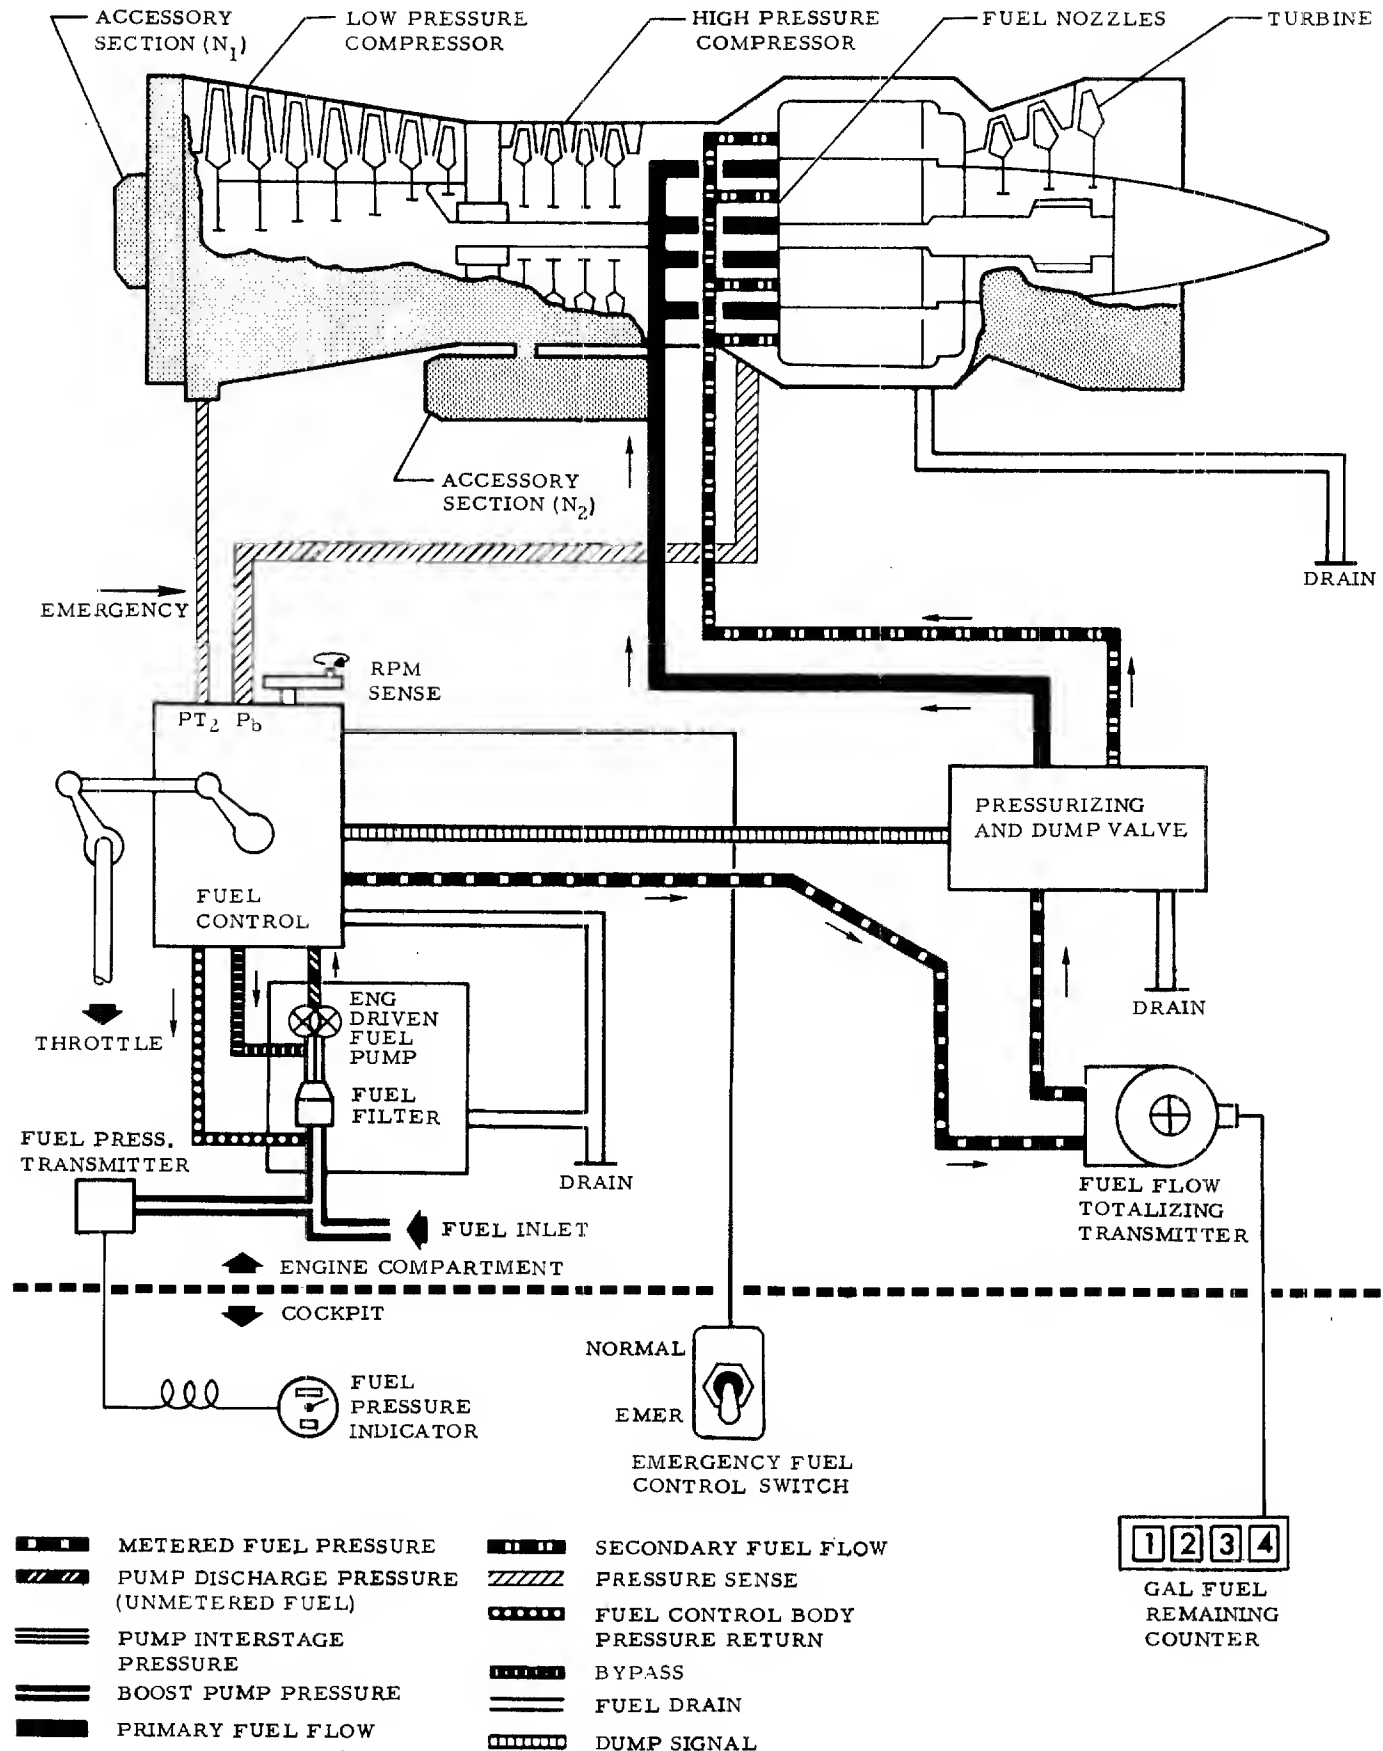 ACCESSORY
SECTION (N1)
LOW PRESSURE
COMPRESSOR
HIGH PRESSURE
COMPRESSOR
FUEL NOZZLES
TURBINE
ACCESSORY
SECTION (N2)
DRAIN
EMERGENCY
RPM
SENSE
PT2 Pb
PRESSURIZING
AND DUMP VALVE
FUEL
CONTROL
DRAIN
THROTTLE
ENG
DRIVEN
FUEL
PUMP
FUEL
FILTER
FUEL PRESS.
TRANSMITTER
DRAIN
FUEL FLOW
TOTALIZING
TRANSMITTER
FUEL INLET
ENGINE COMPARTMENT
COCKPIT
NORMAL
EMER
EMERGENCY FUEL
CONTROL SWITCH
FUEL
PRESSURE
INDICATOR
1 2 3 4
GAL FUEL
REMAINING
COUNTER
METERED FUEL PRESSURE
PUMP DISCHARGE PRESSURE
(UNMETERED FUEL)
PUMP INTERSTAGE
PRESSURE
BOOST PUMP PRESSURE
PRIMARY FUEL FLOW
SECONDARY FUEL FLOW
PRESSURE SENSE
FUEL CONTROL BODY
PRESSURE RETURN
BYPASS
FUEL DRAIN
DUMP SIGNAL